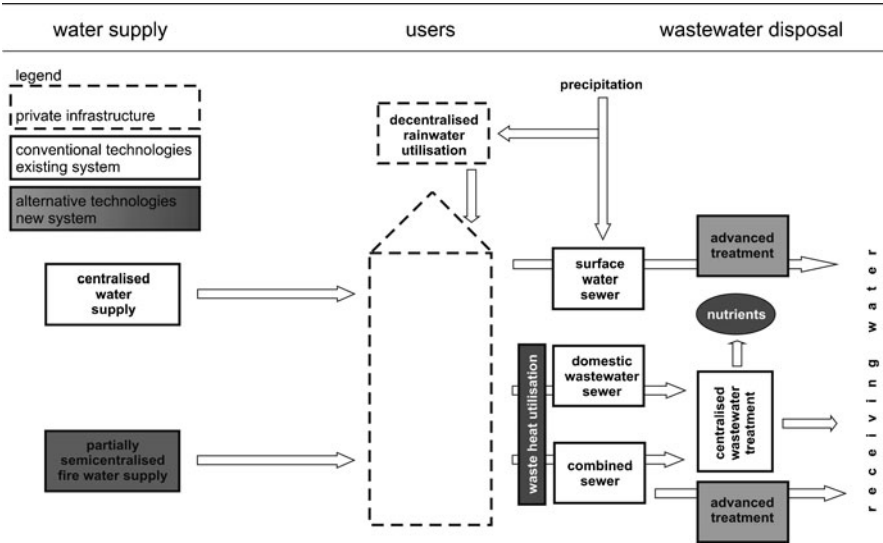 water supply
users
wastewater disposal
legend
private infrastructure
conventional technologies
existing system
alternative technologies
new system
precipitation
decentralised
rainwater
utilisation
centralised
water
supply
surface
water
sewer
advanced
treatment
nutrients
waste heat utilisation
domestic
wastewater
sewer
centralised
wastewater
treatment
partially
semicentralised
fire water supply
combined
sewer
advanced
treatment
receiving water